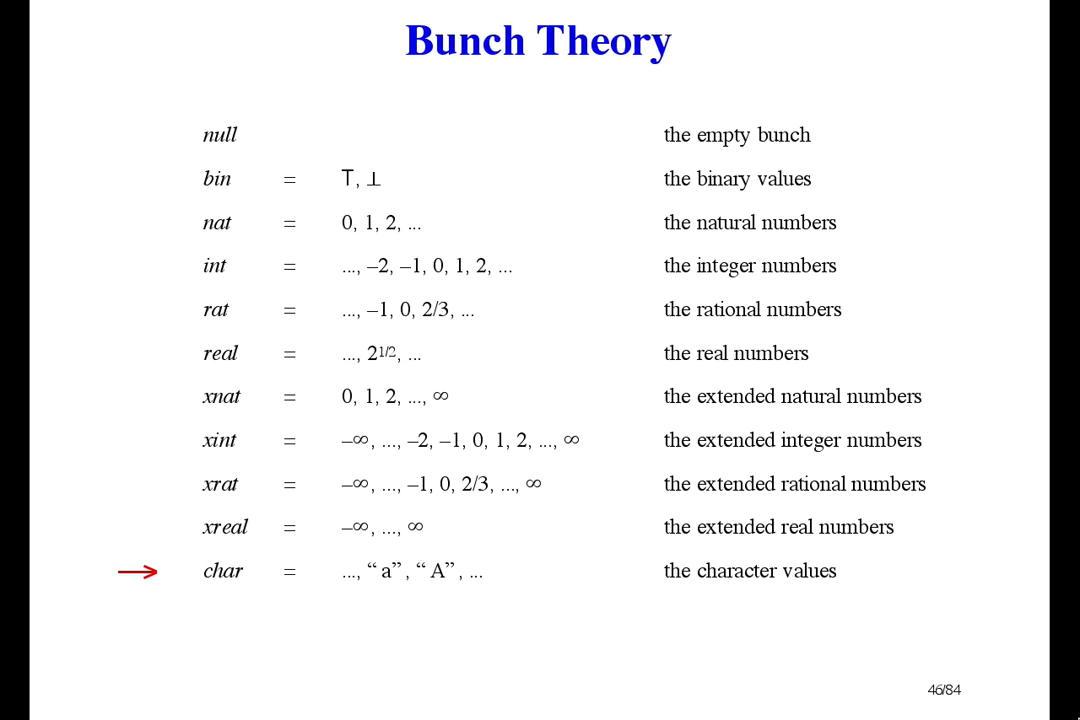 Bunch Theory
null the empty bunch
bin = ⊤, ⊥ the binary values
nat = 0, 1, 2, ... the natural numbers
int = ..., –2, –1, 0, 1, 2, ... the integer numbers
rat = ..., –1, 0, 2/3, ... the rational numbers
real = ..., 2^1/2, ... the real numbers
xnat = 0, 1, 2, ..., ∞ the extended natural numbers
xint = –∞, ..., –2, –1, 0, 1, 2, ..., ∞ the extended integer numbers
xrat = –∞, ..., –1, 0, 2/3, ..., ∞ the extended rational numbers
xreal = –∞, ..., ∞ the extended real numbers
→ char = ..., “a”, “A”, ... the character values
46/84